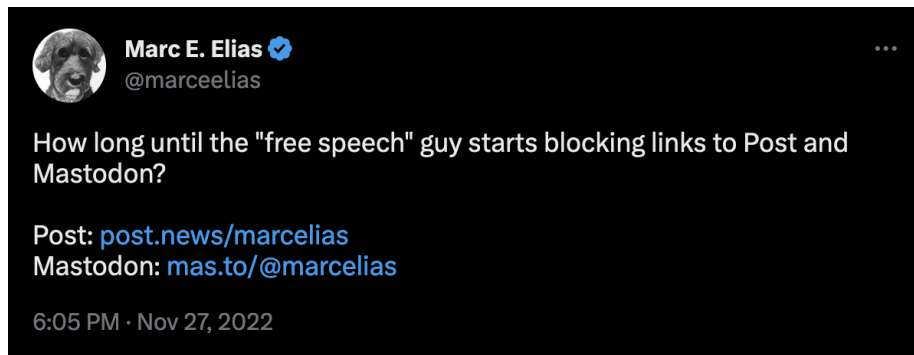 Marc E. Elias
@marceelias
How long until the "free speech" guy starts blocking links to Post and
Mastodon?
Post: post.news/marcelias
Mastodon: mas.to/@marcelias
6:05 PM · Nov 27, 2022